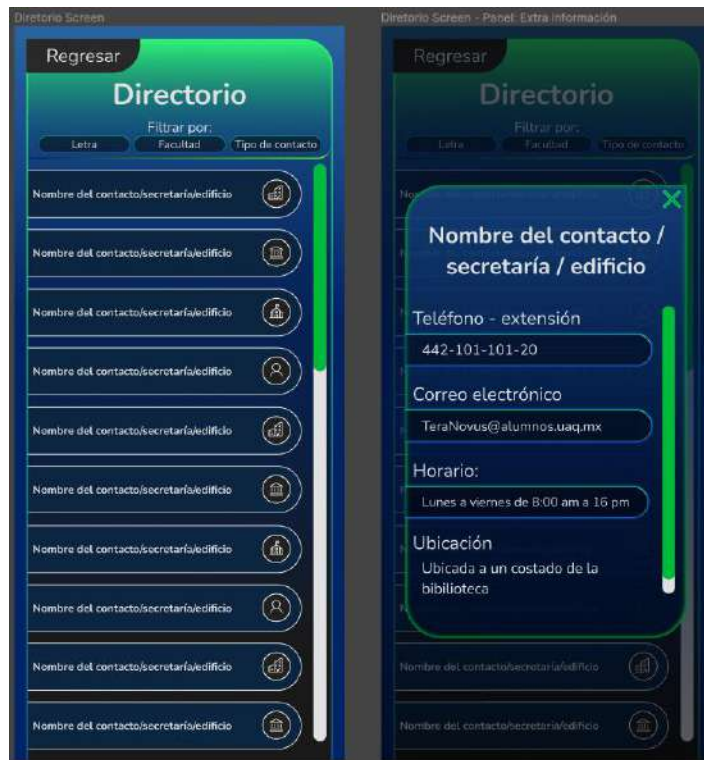 Diretorio Screen
Regresar
Directorio
Filtrar por:
Letra Facultad Tipo de contacto
Nombre del contacto/secretaría/edificio
Nombre del contacto/secretaría/edificio
Nombre del contacto/secretaría/edificio
Nombre del contacto/secretaría/edificio
Nombre del contacto/secretaría/edificio
Nombre del contacto/secretaría/edificio
Nombre del contacto/secretaría/edificio
Nombre del contacto/secretaría/edificio
Nombre del contacto/secretaría/edificio
Nombre del contacto/secretaría/edificio
Diretorio Screen - Panel: Extra información
Regresar
Directorio
Filtrar por:
Letra Facultad Tipo de contacto
Nombre del contacto /
secretaría / edificio
Teléfono - extensión
442-101-101-20
Correo electrónico
TeraNovus@alumnos.uaq.mx
Horario:
Lunes a viernes de 8:00 am a 16 pm
Ubicación
Ubicada a un costado de la
bibilioteca
Nombre del contacto/secretaría/edificio
Nombre del contacto/secretaría/edificio